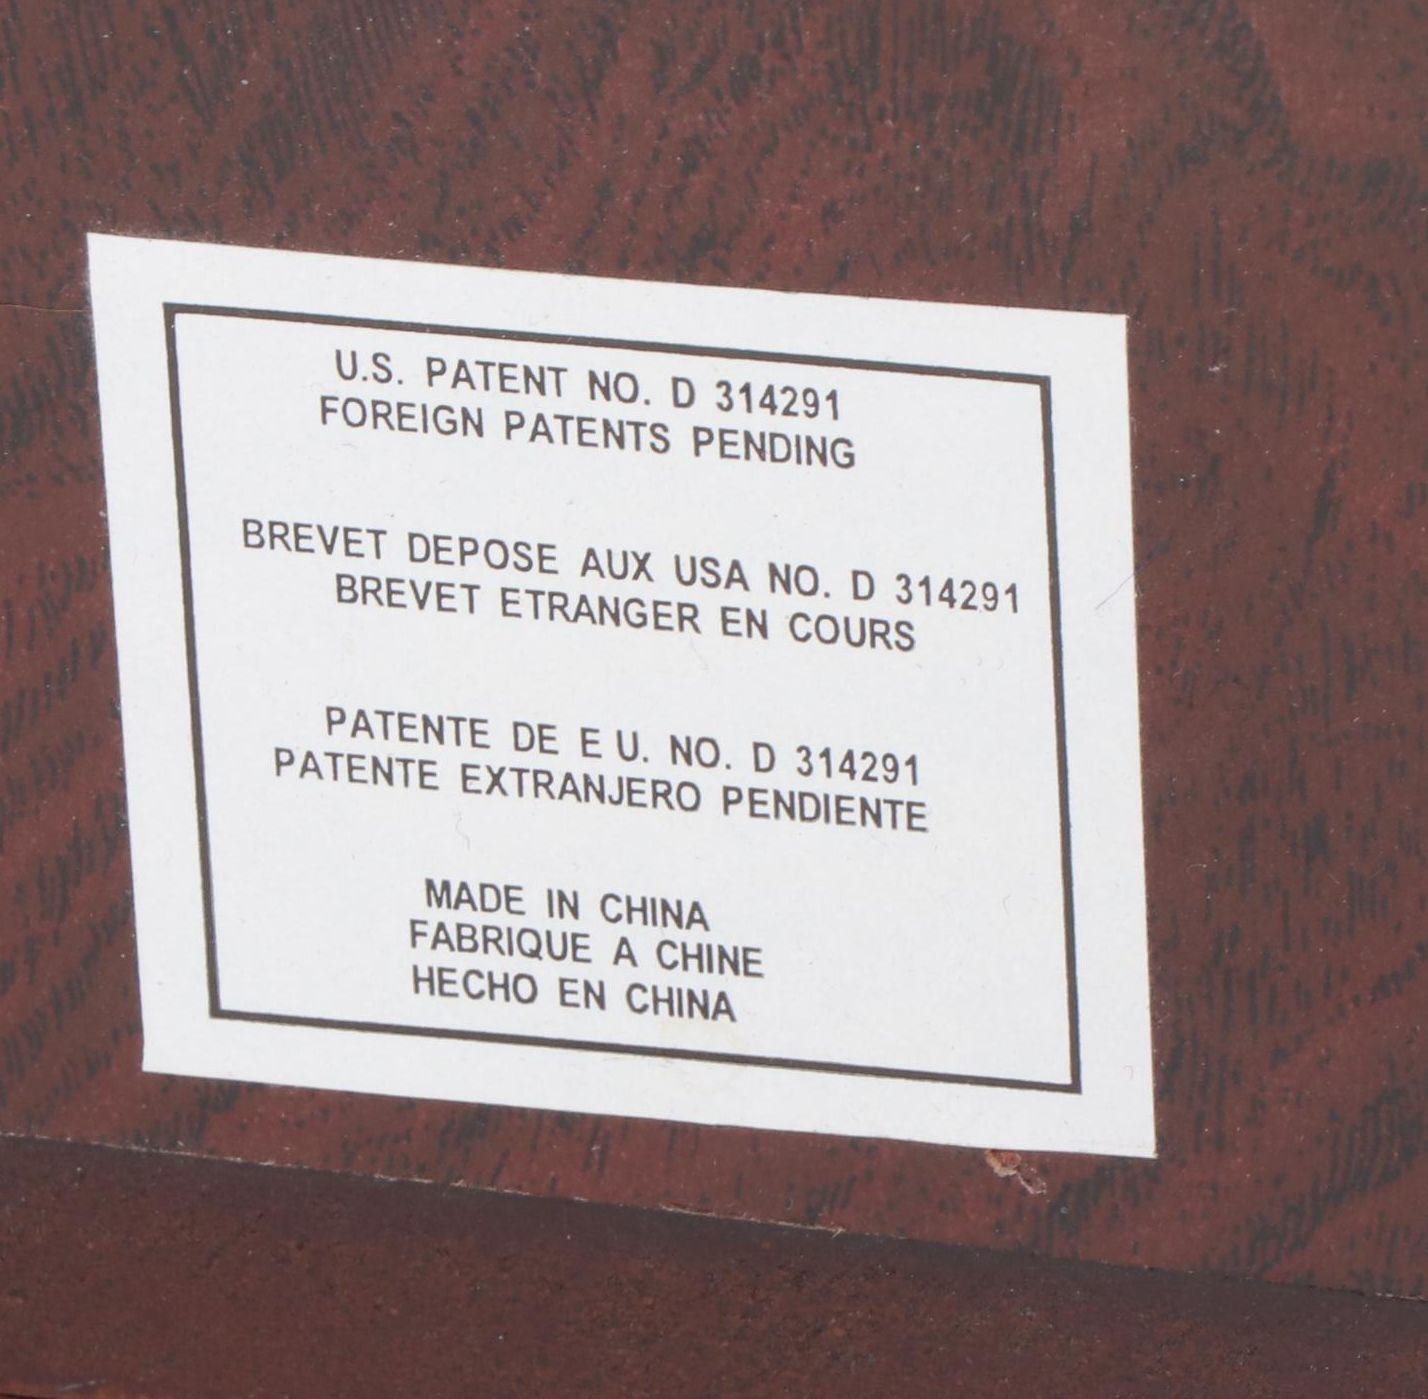 U.S. PATENT NO. D 314291
FOREIGN PATENTS PENDING
BREVET DEPOSE AUX USA NO. D 314291
BREVET ETRANGER EN COURS
PATENTE DE E U. NO. D 314291
PATENTE EXTRANJERO PENDIENTE
MADE IN CHINA
FABRIQUE A CHINE
HECHO EN CHINA